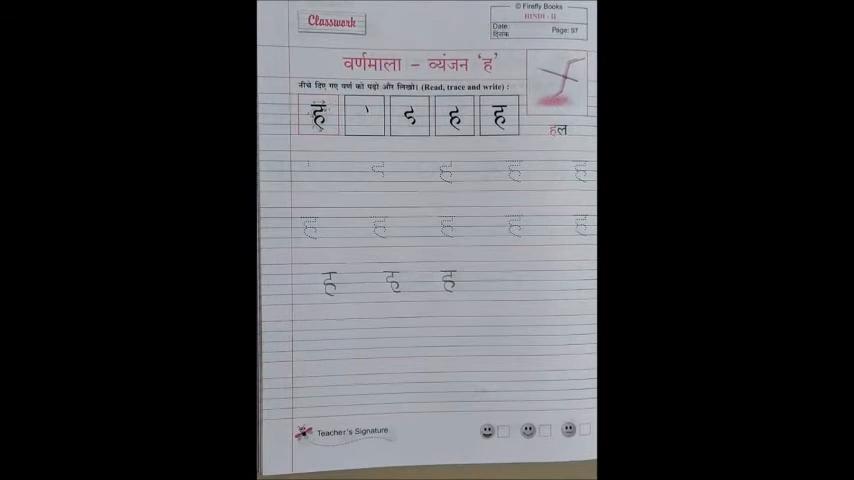 Classwork
© Firefly Books
HINDI - II
Date:
दिनांक
Page: 97
वर्णमाला – व्यंजन ‘ह’
नीचे दिए गए वर्ण को पढ़ो और लिखो। (Read, trace and write) :
ह ह ह
हल
ह ह ह
ह ह ह ह ह
ह ह ह
Teacher's Signature